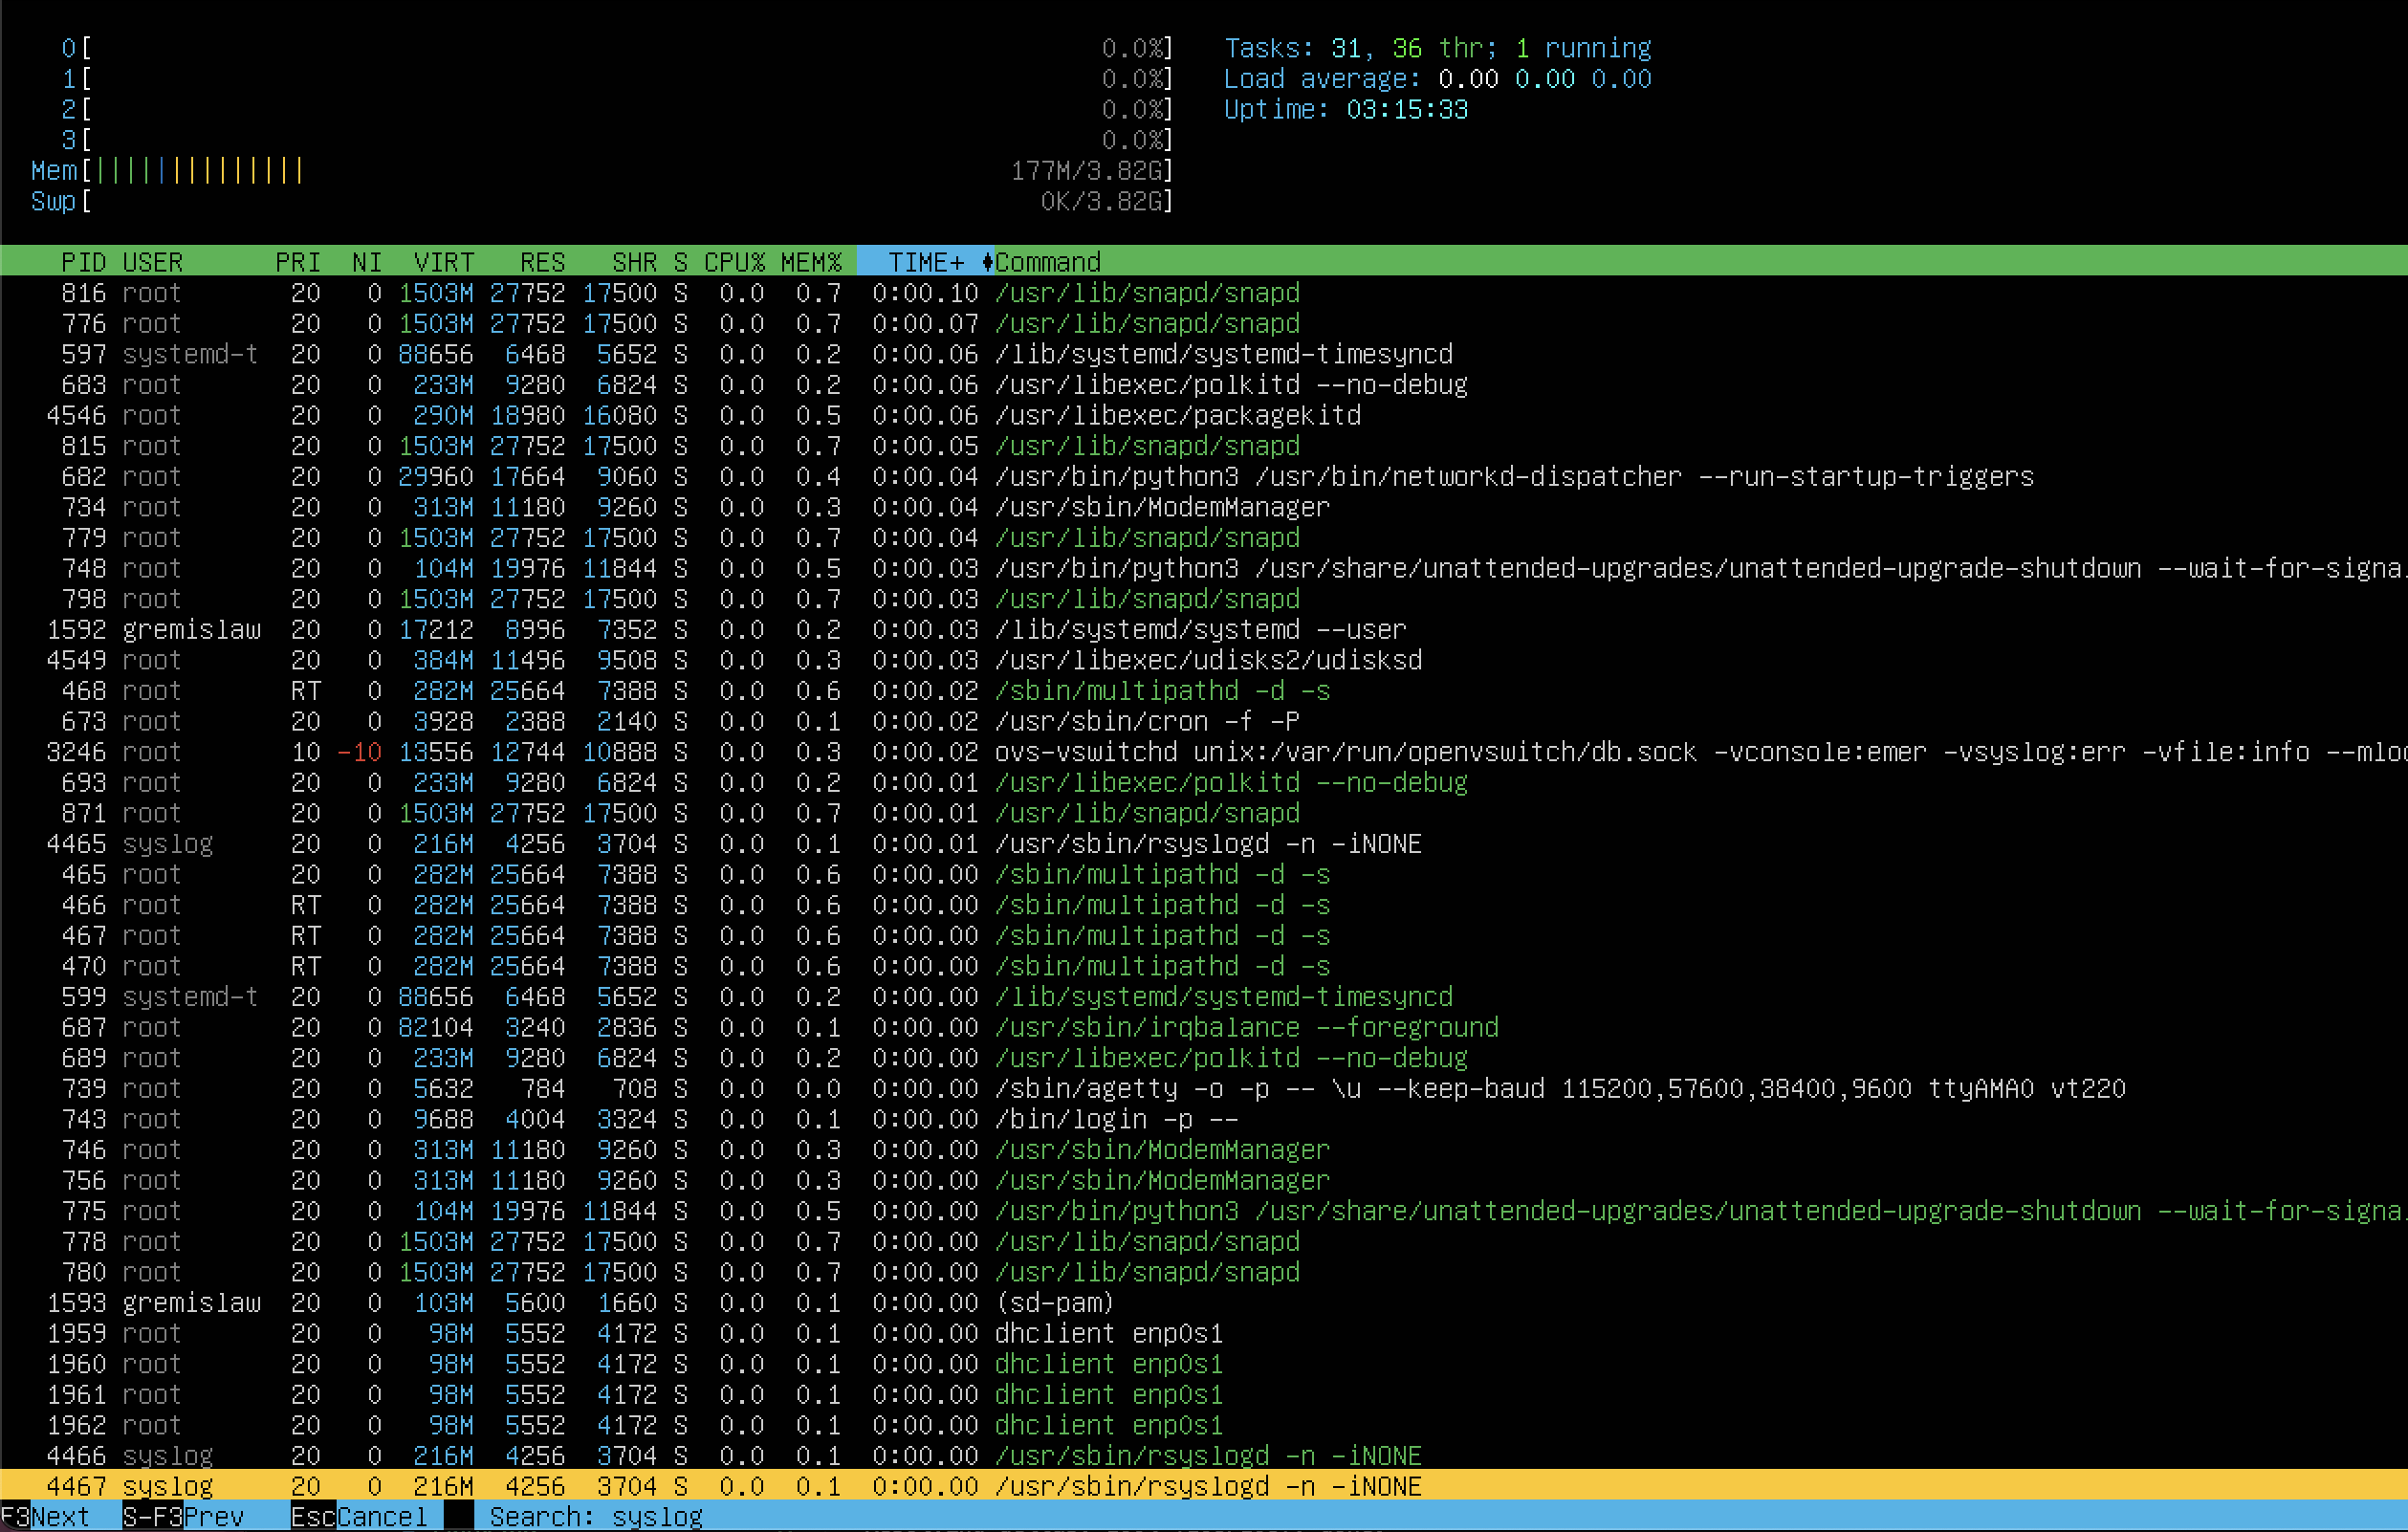 0[ 0.0%] Tasks: 31, 36 thr; 1 running
1[ 0.0%] Load average: 0.00 0.00 0.00
2[ 0.0%] Uptime: 03:15:33
3[ 0.0%]
Mem[|||||||||||||| 177M/3.82G]
Swp[ 0K/3.82G]
PID USER PRI NI VIRT RES SHR S CPU% MEM% TIME+ Command
816 root 20 0 1503M 27752 17500 S 0.0 0.7 0:00.10 /usr/lib/snapd/snapd
776 root 20 0 1503M 27752 17500 S 0.0 0.7 0:00.07 /usr/lib/snapd/snapd
597 systemd-t 20 0 88656 6468 5652 S 0.0 0.2 0:00.06 /lib/systemd/systemd-timesyncd
683 root 20 0 233M 9280 6824 S 0.0 0.2 0:00.06 /usr/libexec/polkitd --no-debug
4546 root 20 0 290M 18980 16080 S 0.0 0.5 0:00.06 /usr/libexec/packagekitd
815 root 20 0 1503M 27752 17500 S 0.0 0.7 0:00.05 /usr/lib/snapd/snapd
682 root 20 0 29960 17664 9060 S 0.0 0.4 0:00.04 /usr/bin/python3 /usr/bin/networkd-dispatcher --run-startup-triggers
734 root 20 0 313M 11180 9260 S 0.0 0.3 0:00.04 /usr/sbin/ModemManager
779 root 20 0 1503M 27752 17500 S 0.0 0.7 0:00.04 /usr/lib/snapd/snapd
748 root 20 0 104M 19976 11844 S 0.0 0.5 0:00.03 /usr/bin/python3 /usr/share/unattended-upgrades/unattended-upgrade-shutdown --wait-for-signa
798 root 20 0 1503M 27752 17500 S 0.0 0.7 0:00.03 /usr/lib/snapd/snapd
1592 gremislaw 20 0 17212 8996 7352 S 0.0 0.2 0:00.03 /lib/systemd/systemd --user
4549 root 20 0 384M 11496 9508 S 0.0 0.3 0:00.03 /usr/libexec/udisks2/udisksd
468 root RT 0 282M 25664 7388 S 0.0 0.6 0:00.02 /sbin/multipathd -d -s
673 root 20 0 3928 2388 2140 S 0.0 0.1 0:00.02 /usr/sbin/cron -f -P
3246 root 10 -10 13556 12744 10888 S 0.0 0.3 0:00.02 ovs-vswitchd unix:/var/run/openvswitch/db.sock -vconsole:emer -vsyslog:err -vfile:info --mlo
693 root 20 0 233M 9280 6824 S 0.0 0.2 0:00.01 /usr/libexec/polkitd --no-debug
871 root 20 0 1503M 27752 17500 S 0.0 0.7 0:00.01 /usr/lib/snapd/snapd
4465 syslog 20 0 216M 4256 3704 S 0.0 0.1 0:00.01 /usr/sbin/rsyslogd -n -iNONE
465 root 20 0 282M 25664 7388 S 0.0 0.6 0:00.00 /sbin/multipathd -d -s
466 root RT 0 282M 25664 7388 S 0.0 0.6 0:00.00 /sbin/multipathd -d -s
467 root RT 0 282M 25664 7388 S 0.0 0.6 0:00.00 /sbin/multipathd -d -s
470 root RT 0 282M 25664 7388 S 0.0 0.6 0:00.00 /sbin/multipathd -d -s
599 systemd-t 20 0 88656 6468 5652 S 0.0 0.2 0:00.00 /lib/systemd/systemd-timesyncd
687 root 20 0 82104 3240 2836 S 0.0 0.1 0:00.00 /usr/sbin/irqbalance --foreground
689 root 20 0 233M 9280 6824 S 0.0 0.2 0:00.00 /usr/libexec/polkitd --no-debug
739 root 20 0 5632 784 708 S 0.0 0.0 0:00.00 /sbin/agetty -o -p -- \u --keep-baud 115200,57600,38400,9600 ttyAMA0 vt220
743 root 20 0 9688 4004 3324 S 0.0 0.1 0:00.00 /bin/login -p --
746 root 20 0 313M 11180 9260 S 0.0 0.3 0:00.00 /usr/sbin/ModemManager
756 root 20 0 313M 11180 9260 S 0.0 0.3 0:00.00 /usr/sbin/ModemManager
775 root 20 0 104M 19976 11844 S 0.0 0.5 0:00.00 /usr/bin/python3 /usr/share/unattended-upgrades/unattended-upgrade-shutdown --wait-for-signa
778 root 20 0 1503M 27752 17500 S 0.0 0.7 0:00.00 /usr/lib/snapd/snapd
780 root 20 0 1503M 27752 17500 S 0.0 0.7 0:00.00 /usr/lib/snapd/snapd
1593 gremislaw 20 0 103M 5600 1660 S 0.0 0.1 0:00.00 (sd-pam)
1959 root 20 0 98M 5552 4172 S 0.0 0.1 0:00.00 dhclient enp0s1
1960 root 20 0 98M 5552 4172 S 0.0 0.1 0:00.00 dhclient enp0s1
1961 root 20 0 98M 5552 4172 S 0.0 0.1 0:00.00 dhclient enp0s1
1962 root 20 0 98M 5552 4172 S 0.0 0.1 0:00.00 dhclient enp0s1
4466 syslog 20 0 216M 4256 3704 S 0.0 0.1 0:00.00 /usr/sbin/rsyslogd -n -iNONE
4467 syslog 20 0 216M 4256 3704 S 0.0 0.1 0:00.00 /usr/sbin/rsyslogd -n -iNONE
F3Next S-F3Prev EscCancel Search: syslog